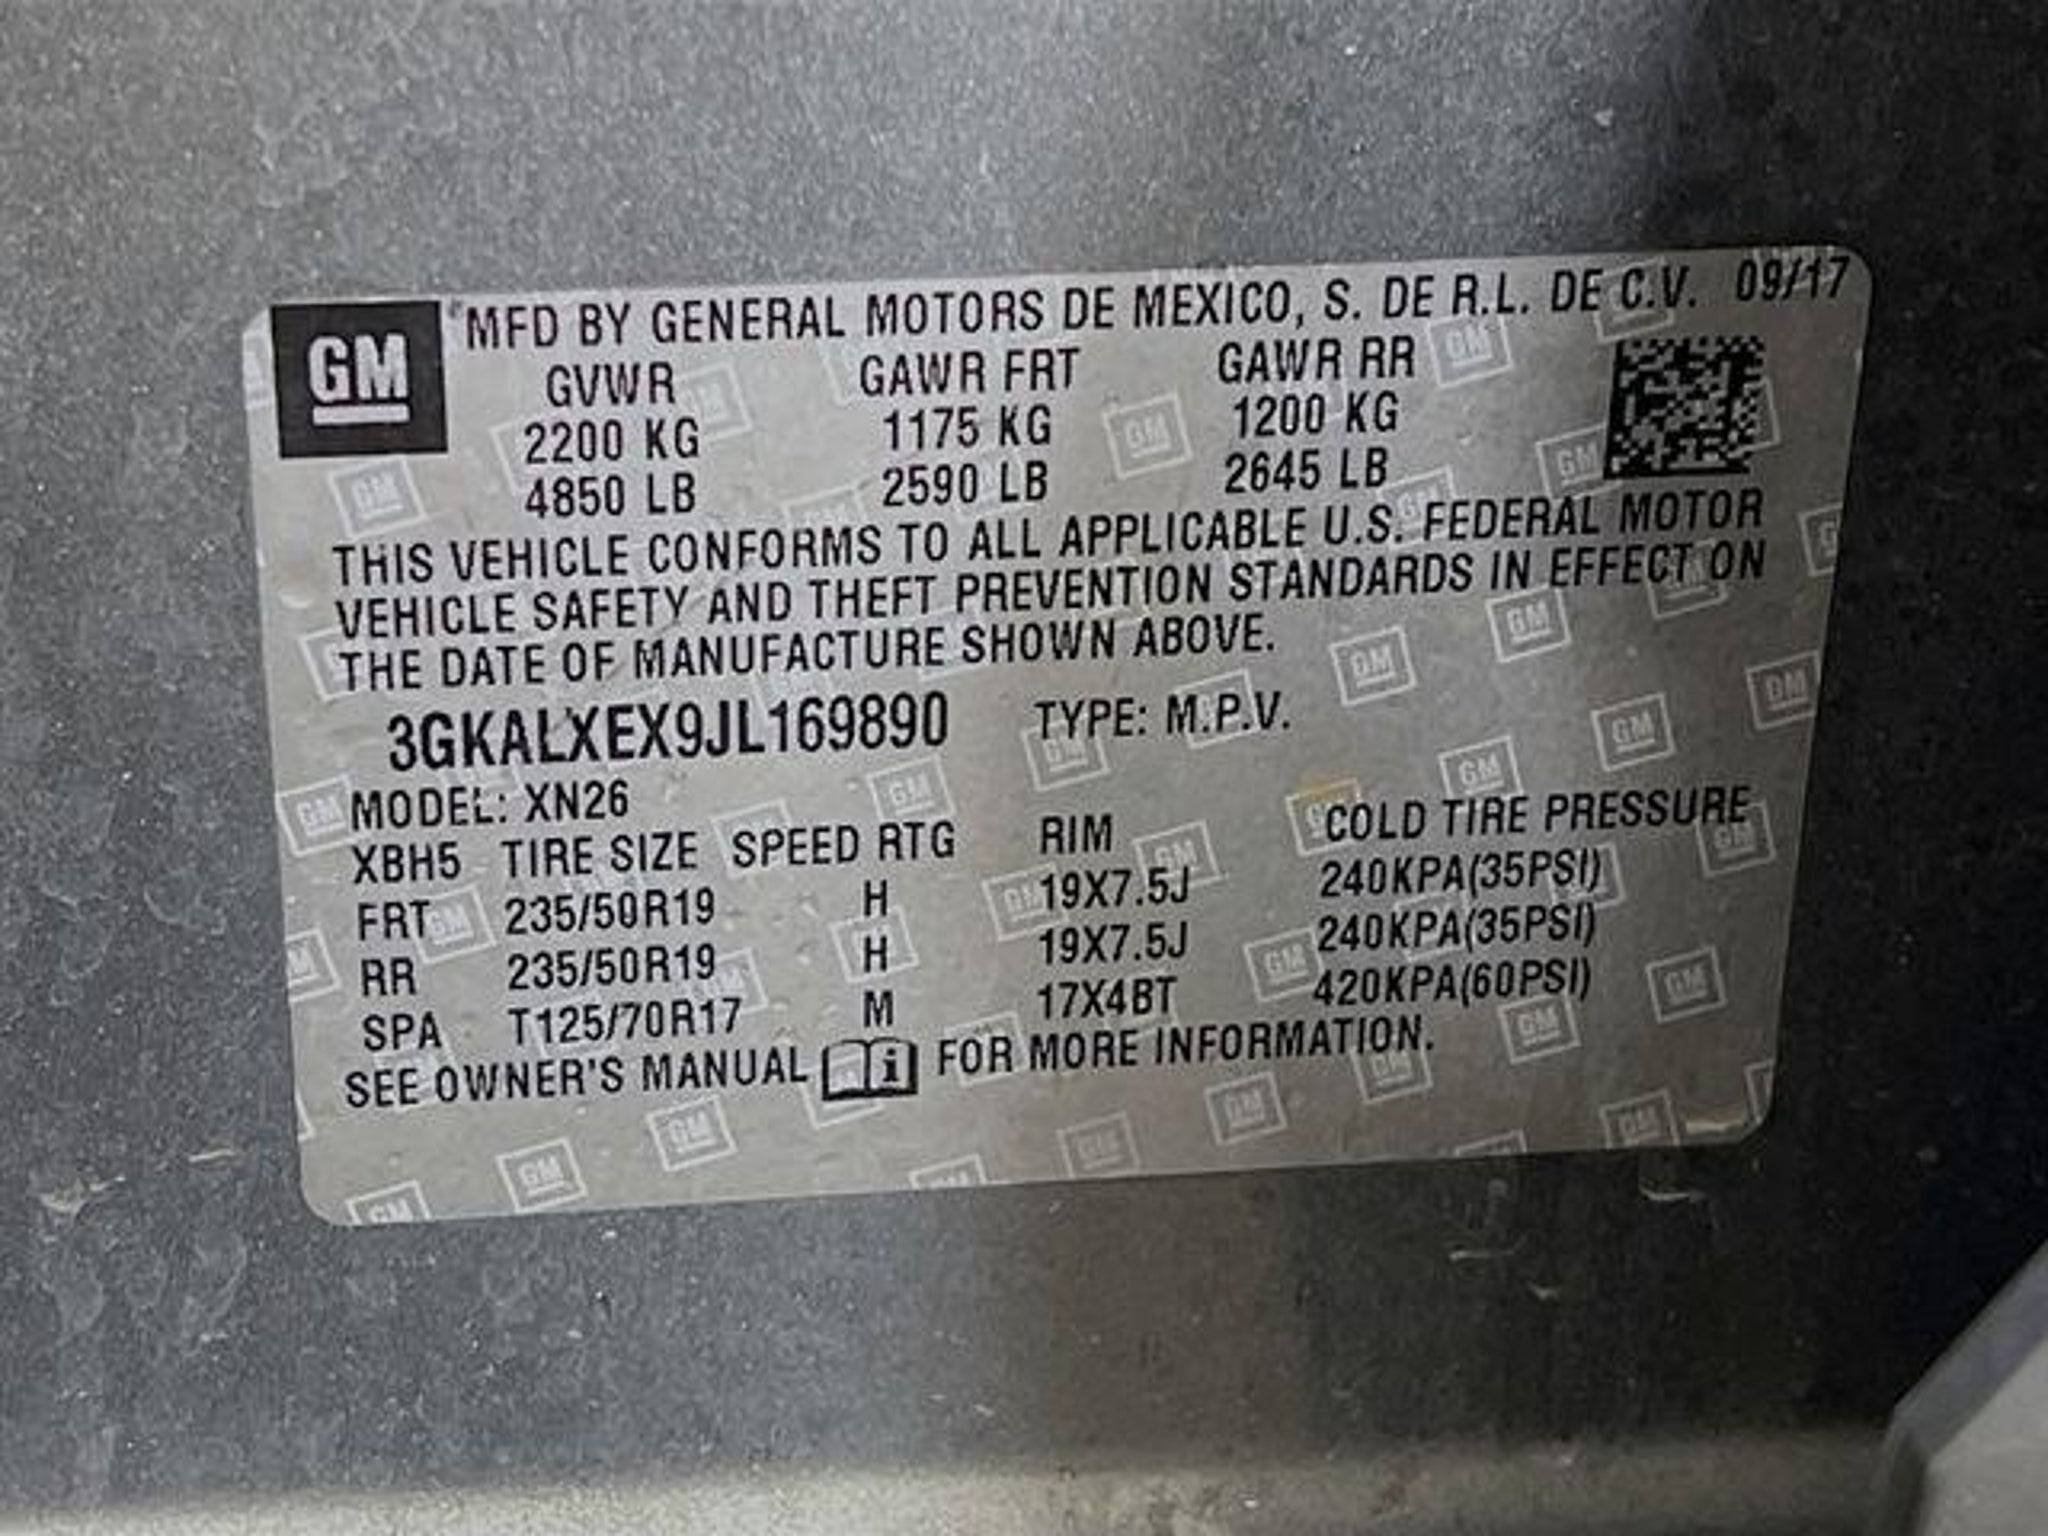 GM
MFD BY GENERAL MOTORS DE MEXICO, S. DE R.L. DE C.V. 09/17
GVWR GAWR FRT GAWR RR
2200 KG 1175 KG 1200 KG
4850 LB 2590 LB 2645 LB
THIS VEHICLE CONFORMS TO ALL APPLICABLE U.S. FEDERAL MOTOR
VEHICLE SAFETY AND THEFT PREVENTION STANDARDS IN EFFECT ON
THE DATE OF MANUFACTURE SHOWN ABOVE.
3GKALXEX9JL169890 TYPE: M.P.V.
MODEL: XN26
XBH5 TIRE SIZE SPEED RTG RIM COLD TIRE PRESSURE
FRT 235/50R19 H 19X7.5J 240KPA(35PSI)
RR 235/50R19 H 19X7.5J 240KPA(35PSI)
SPA T125/70R17 M 17X4BT 420KPA(60PSI)
SEE OWNER'S MANUAL i FOR MORE INFORMATION.